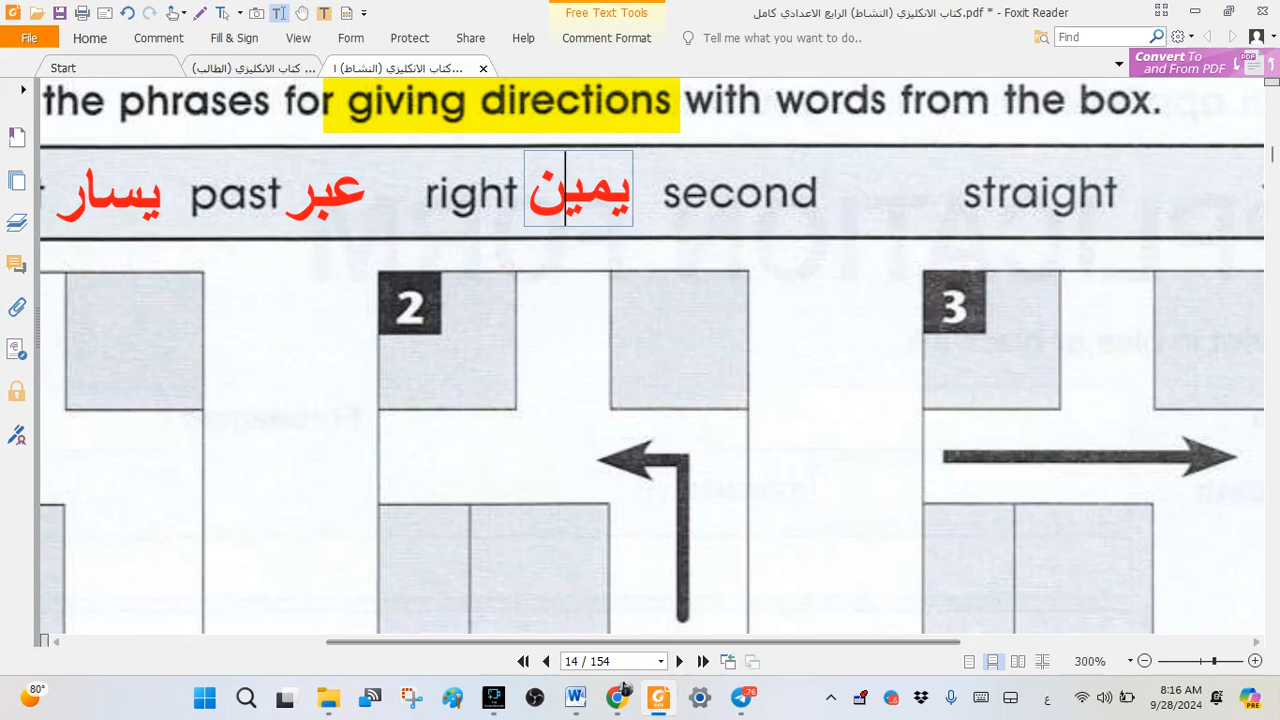 كتاب الانكليزي (النشاط) الرابع الاعدادي كامل.pdf * - Foxit Reader
Free Text Tools
File Home Comment Fill & Sign View Form Protect Share Help Comment Format Tell me what you want to do.. Find
Start كتاب الانكليزي (الطالب) ... كتاب الانكليزي (النشاط) ا...
Convert To
and From PDF
the phrases for giving directions with words from the box.
يسار past عبر right يمين second straight
2 3
14 / 154 300%
80° 76 ع 8:16 AM
9/28/2024